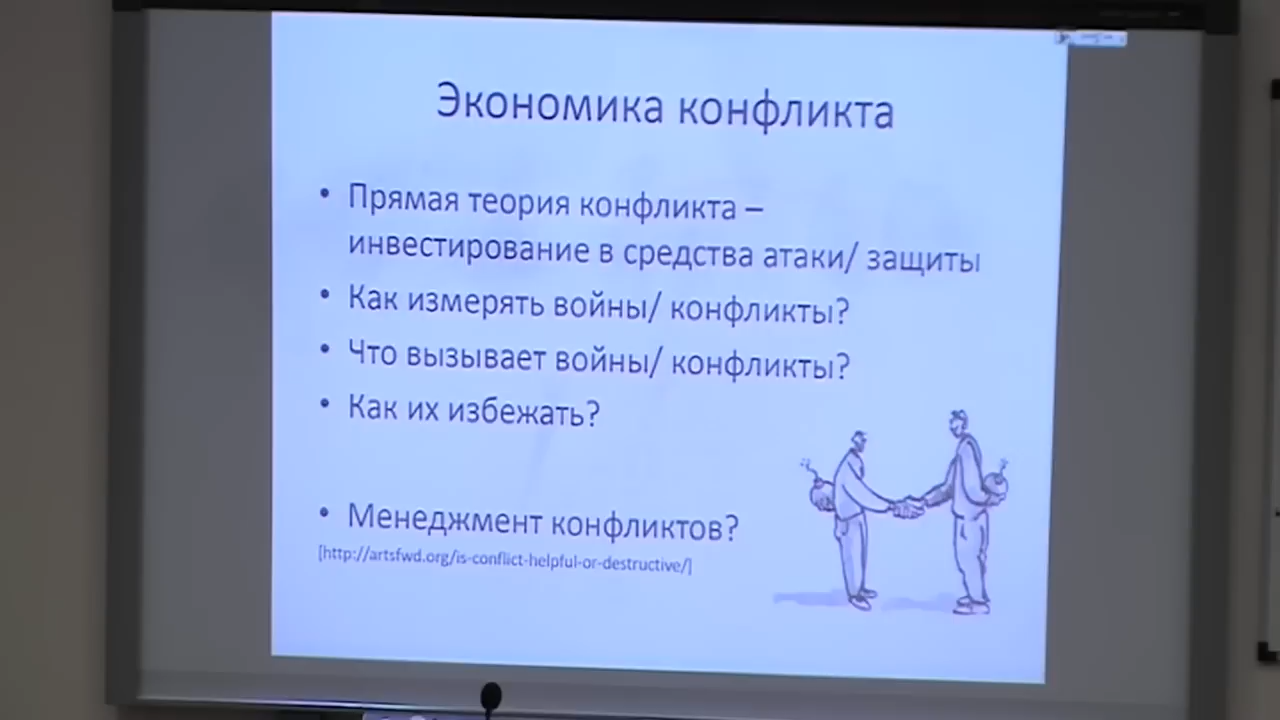 Экономика конфликта
• Прямая теория конфликта –
инвестирование в средства атаки/ защиты
• Как измерять войны/ конфликты?
• Что вызывает войны/ конфликты?
• Как их избежать?
• Менеджмент конфликтов?
[http://artsfwd.org/is-conflict-helpful-or-destructive/]